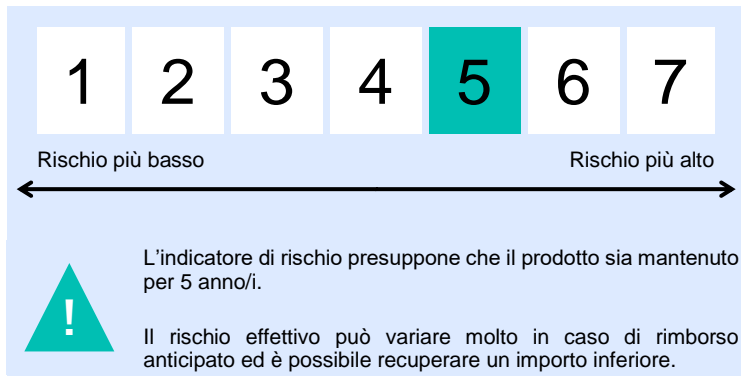 1 2 3 4 5 6 7
Rischio più basso Rischio più alto
L'indicatore di rischio presuppone che il prodotto sia mantenuto
per 5 anno/i.
!
Il rischio effettivo può variare molto in caso di rimborso
anticipato ed è possibile recuperare un importo inferiore.